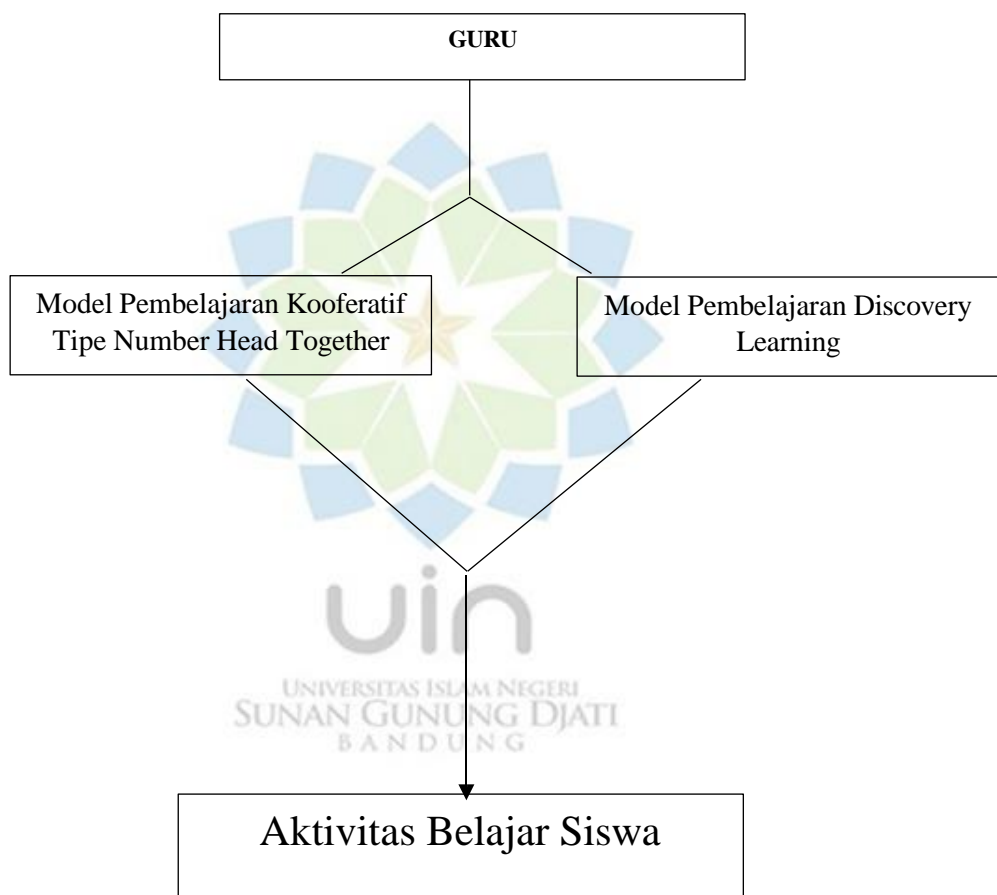 GURU
Model Pembelajaran Kooferatif
Tipe Number Head Together
Model Pembelajaran Discovery
Learning
uin
UNIVERSITAS ISLAM NEGERI
SUNAN GUNUNG DJATI
BANDUNG
Aktivitas Belajar Siswa